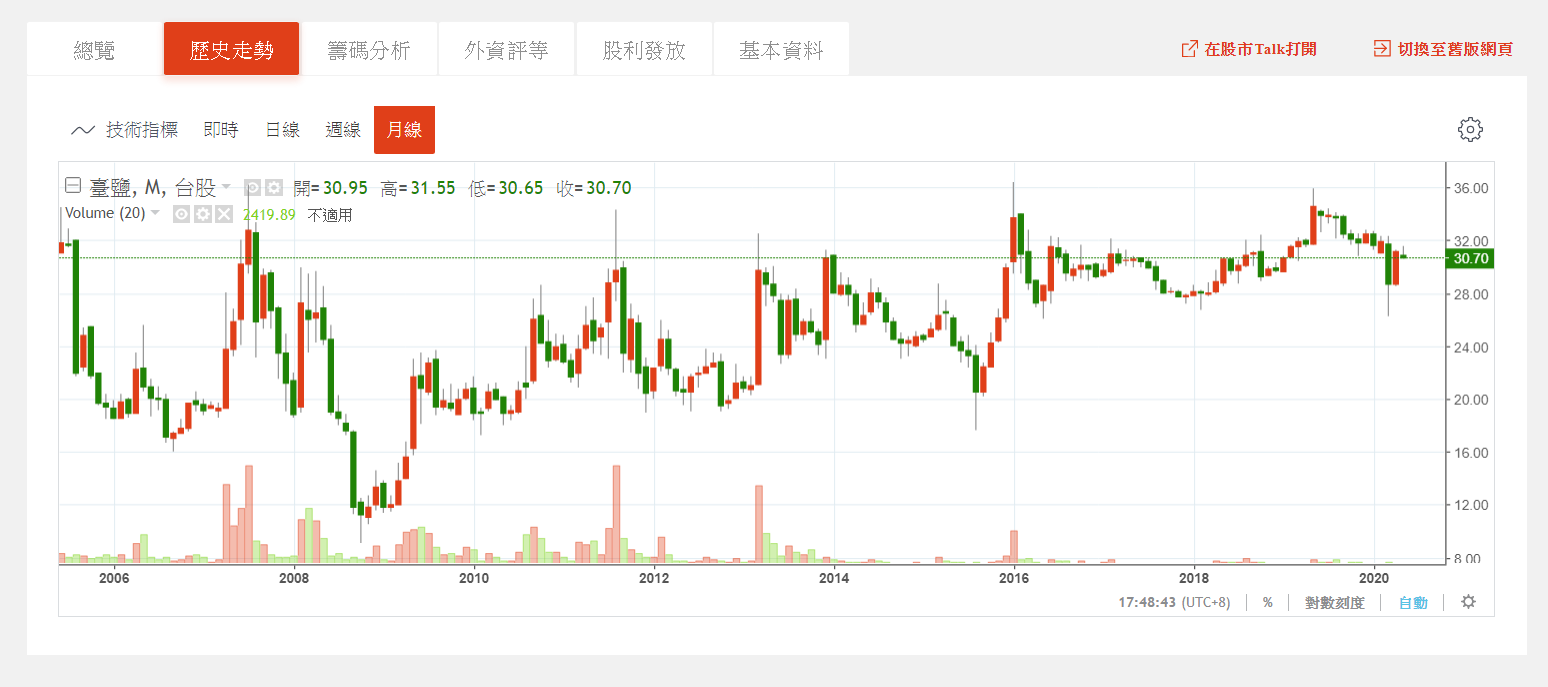 總覽 歷史走勢 籌碼分析 外資評等 股利發放 基本資料 在股市Talk打開 切換至舊版網頁
技術指標 即時 日線 週線 月線
臺鹽, M, 台股 開=30.95 高=31.55 低=30.65 收=30.70
Volume (20) 2419.89 不適用
36.00
32.00
30.70
28.00
24.00
20.00
16.00
12.00
8.00
2006 2008 2010 2012 2014 2016 2018 2020
17:48:43 (UTC+8) % 對數刻度 自動